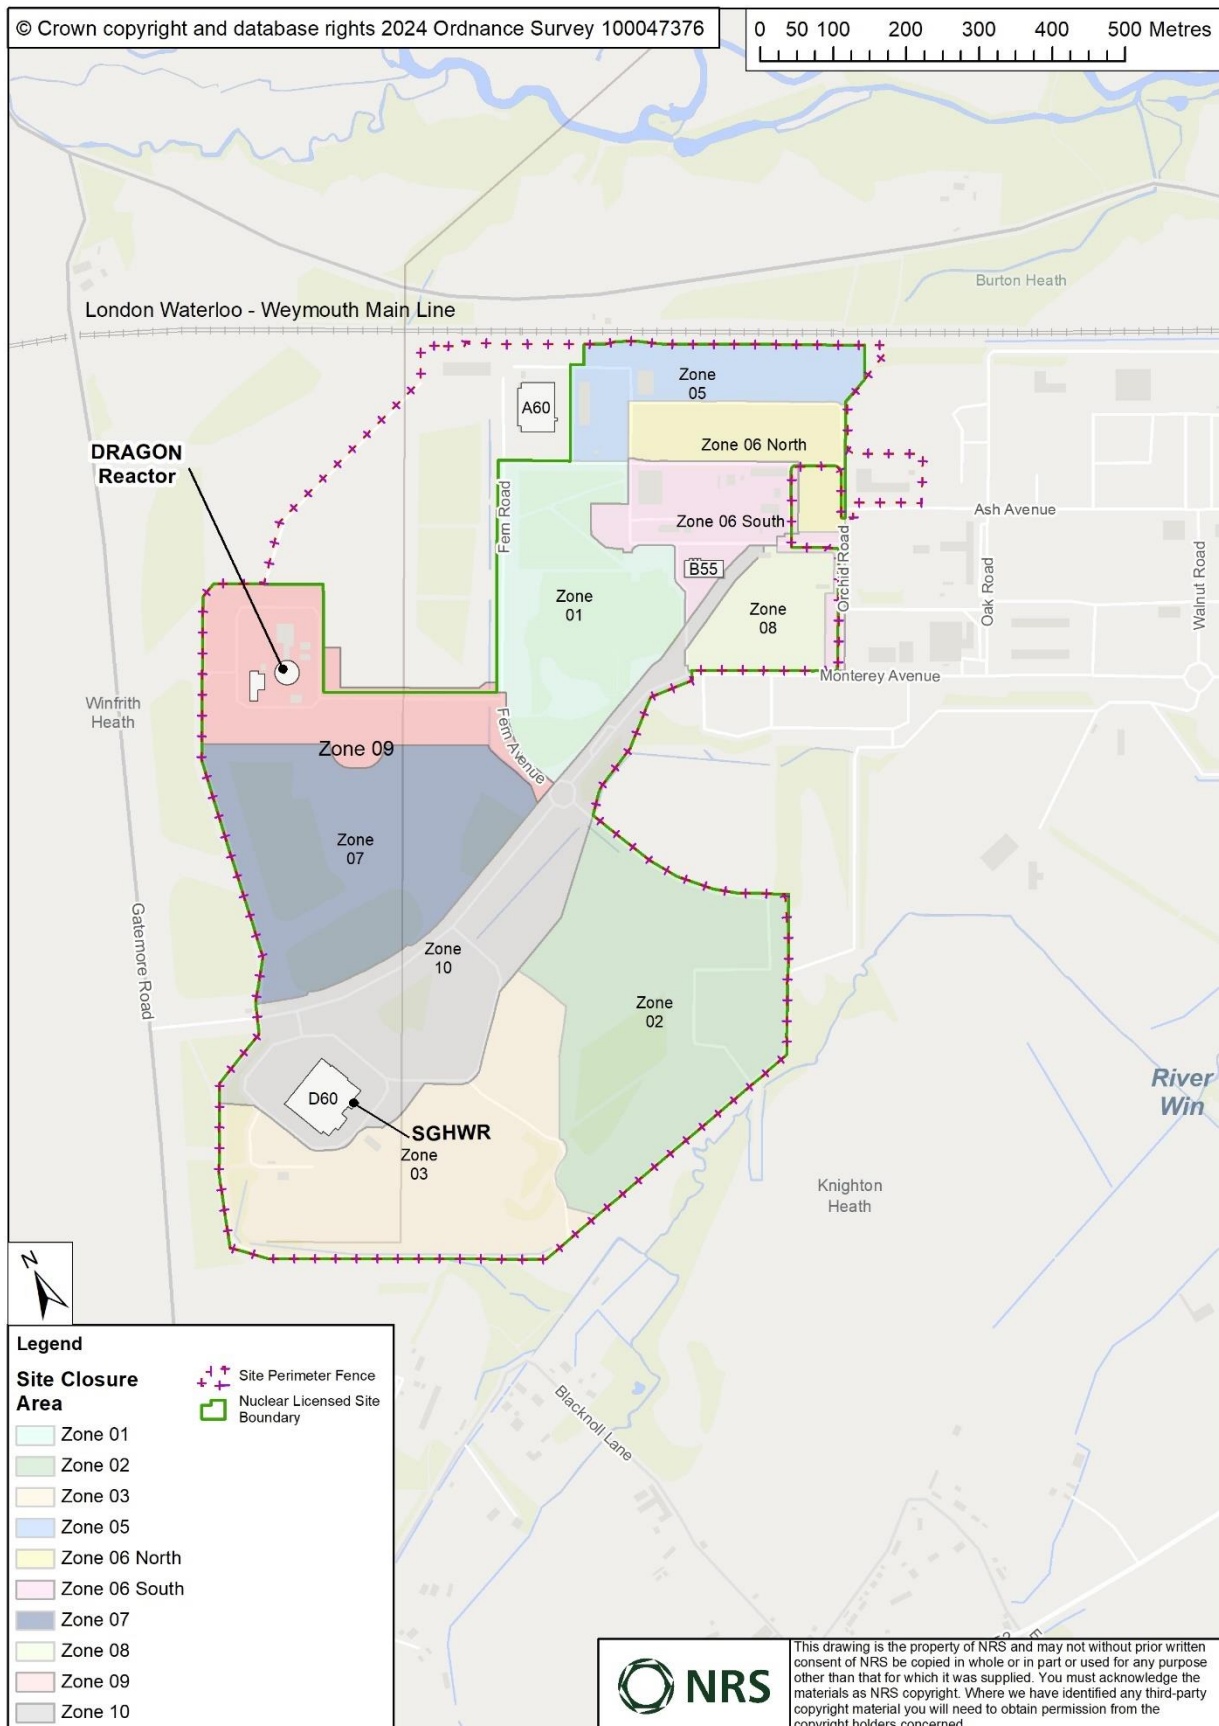 © Crown copyright and database rights 2024 Ordnance Survey 100047376
0 50 100 200 300 400 500 Metres
Burton Heath
London Waterloo - Weymouth Main Line
Zone
05
A60
DRAGON
Reactor
Zone 06 North
Fern Road
Zone 06 South
Ash Avenue
Orchid Road
Oak Road
Walnut Road
B55
Zone
01
Zone
08
Monterey Avenue
Winfrith
Heath
Fern Avenue
Zone 09
Zone
07
Gatemore Road
Zone
10
Zone
02
River
Win
D60
SGHWR
Zone
03
Knighton
Heath
N
Blacknoll Lane
Legend
Site Closure
Area
Site Perimeter Fence
Nuclear Licensed Site
Boundary
Zone 01
Zone 02
Zone 03
Zone 05
Zone 06 North
Zone 06 South
Zone 07
Zone 08
Zone 09
Zone 10
NRS
This drawing is the property of NRS and may not without prior written
consent of NRS be copied in whole or in part or used for any purpose
other than that for which it was supplied. You must acknowledge the
materials as NRS copyright. Where we have identified any third-party
copyright material you will need to obtain permission from the
copyright holders concerned